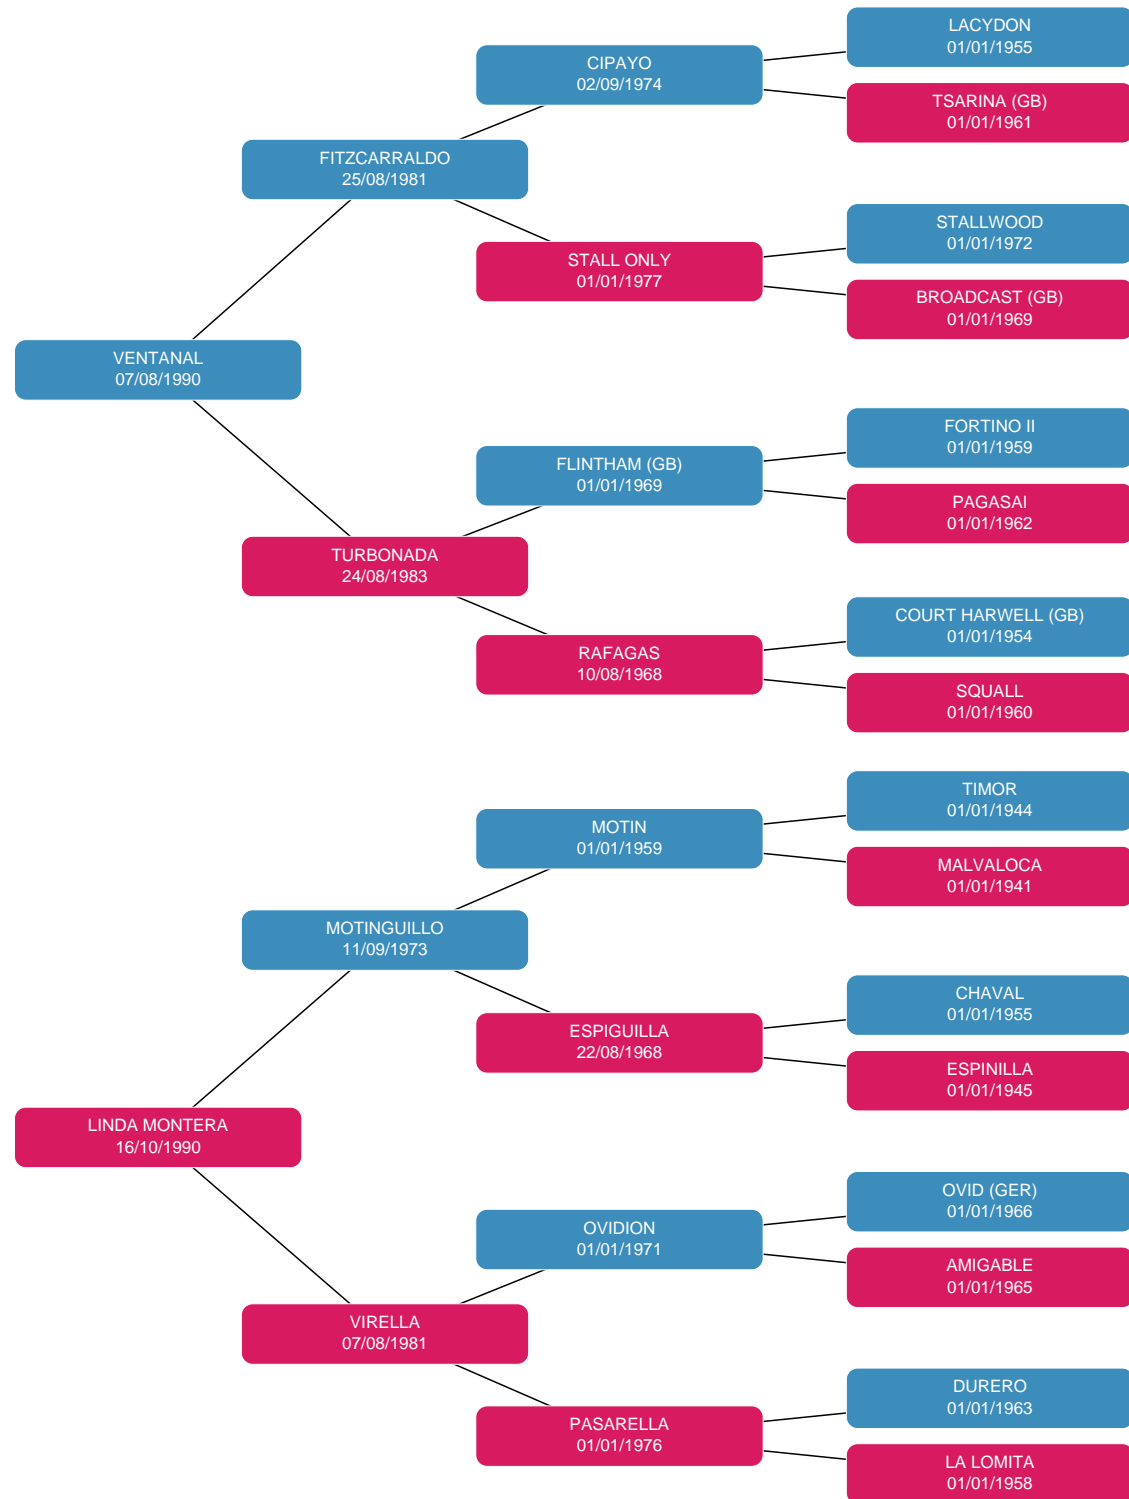 LACYDON
01/01/1955
CIPAYO
02/09/1974
TSARINA (GB)
01/01/1961
FITZCARRALDO
25/08/1981
STALLWOOD
01/01/1972
STALL ONLY
01/01/1977
BROADCAST (GB)
01/01/1969
VENTANAL
07/08/1990
FORTINO II
01/01/1959
FLINTHAM (GB)
01/01/1969
PAGASAI
01/01/1962
TURBONADA
24/08/1983
COURT HARWELL (GB)
01/01/1954
RAFAGAS
10/08/1968
SQUALL
01/01/1960
TIMOR
01/01/1944
MOTIN
01/01/1959
MALVALOCA
01/01/1941
MOTINGUILLO
11/09/1973
CHAVAL
01/01/1955
ESPIGUILLA
22/08/1968
ESPINILLA
01/01/1945
LINDA MONTERA
16/10/1990
OVID (GER)
01/01/1966
OVIDION
01/01/1971
AMIGABLE
01/01/1965
VIRELLA
07/08/1981
DURERO
01/01/1963
PASARELLA
01/01/1976
LA LOMITA
01/01/1958